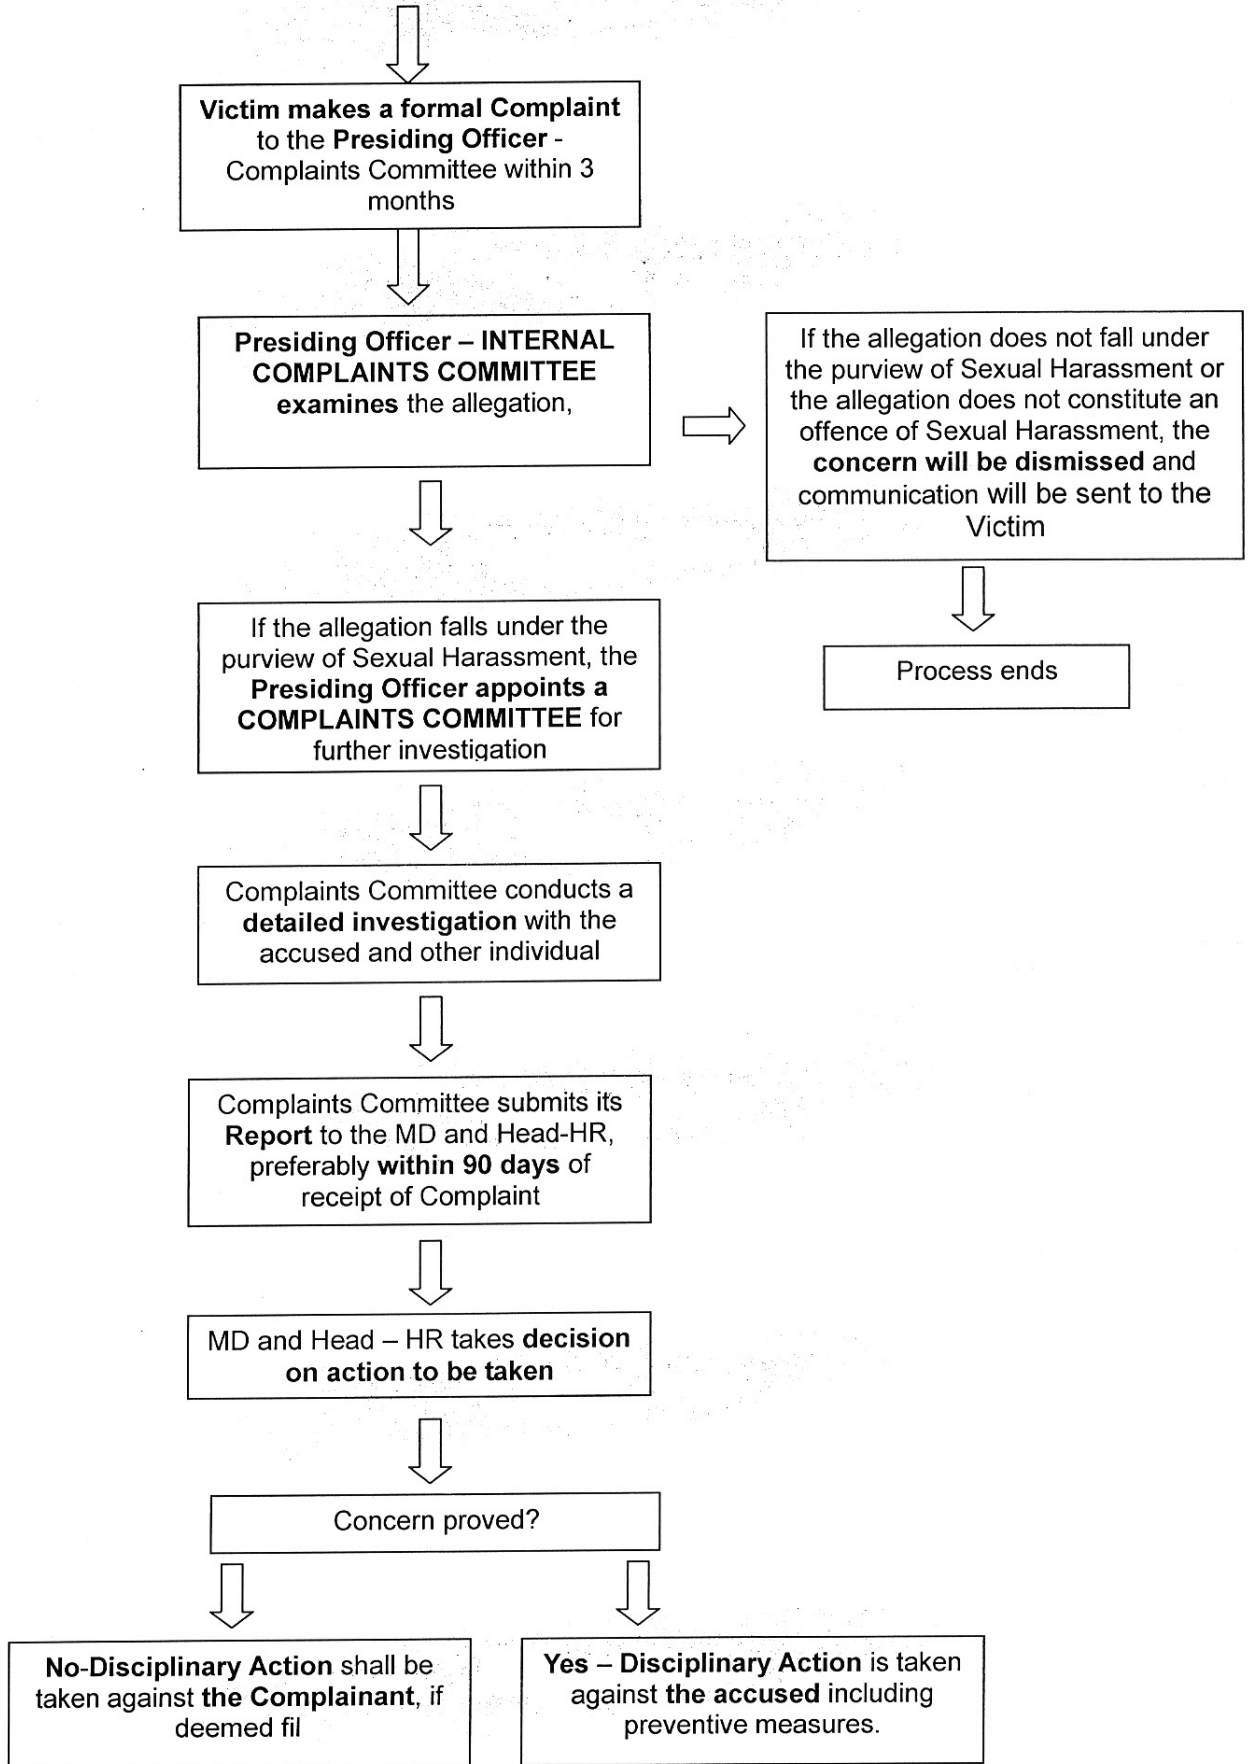 Victim makes a formal Complaint
to the Presiding Officer -
Complaints Committee within 3
months
Presiding Officer – INTERNAL
COMPLAINTS COMMITTEE
examines the allegation,
If the allegation does not fall under
the purview of Sexual Harassment or
the allegation does not constitute an
offence of Sexual Harassment, the
concern will be dismissed and
communication will be sent to the
Victim
Process ends
If the allegation falls under the
purview of Sexual Harassment, the
Presiding Officer appoints a
COMPLAINTS COMMITTEE for
further investigation
Complaints Committee conducts a
detailed investigation with the
accused and other individual
Complaints Committee submits its
Report to the MD and Head-HR,
preferably within 90 days of
receipt of Complaint
MD and Head – HR takes decision
on action to be taken
Concern proved?
No-Disciplinary Action shall be
taken against the Complainant, if
deemed fil
Yes – Disciplinary Action is taken
against the accused including
preventive measures.